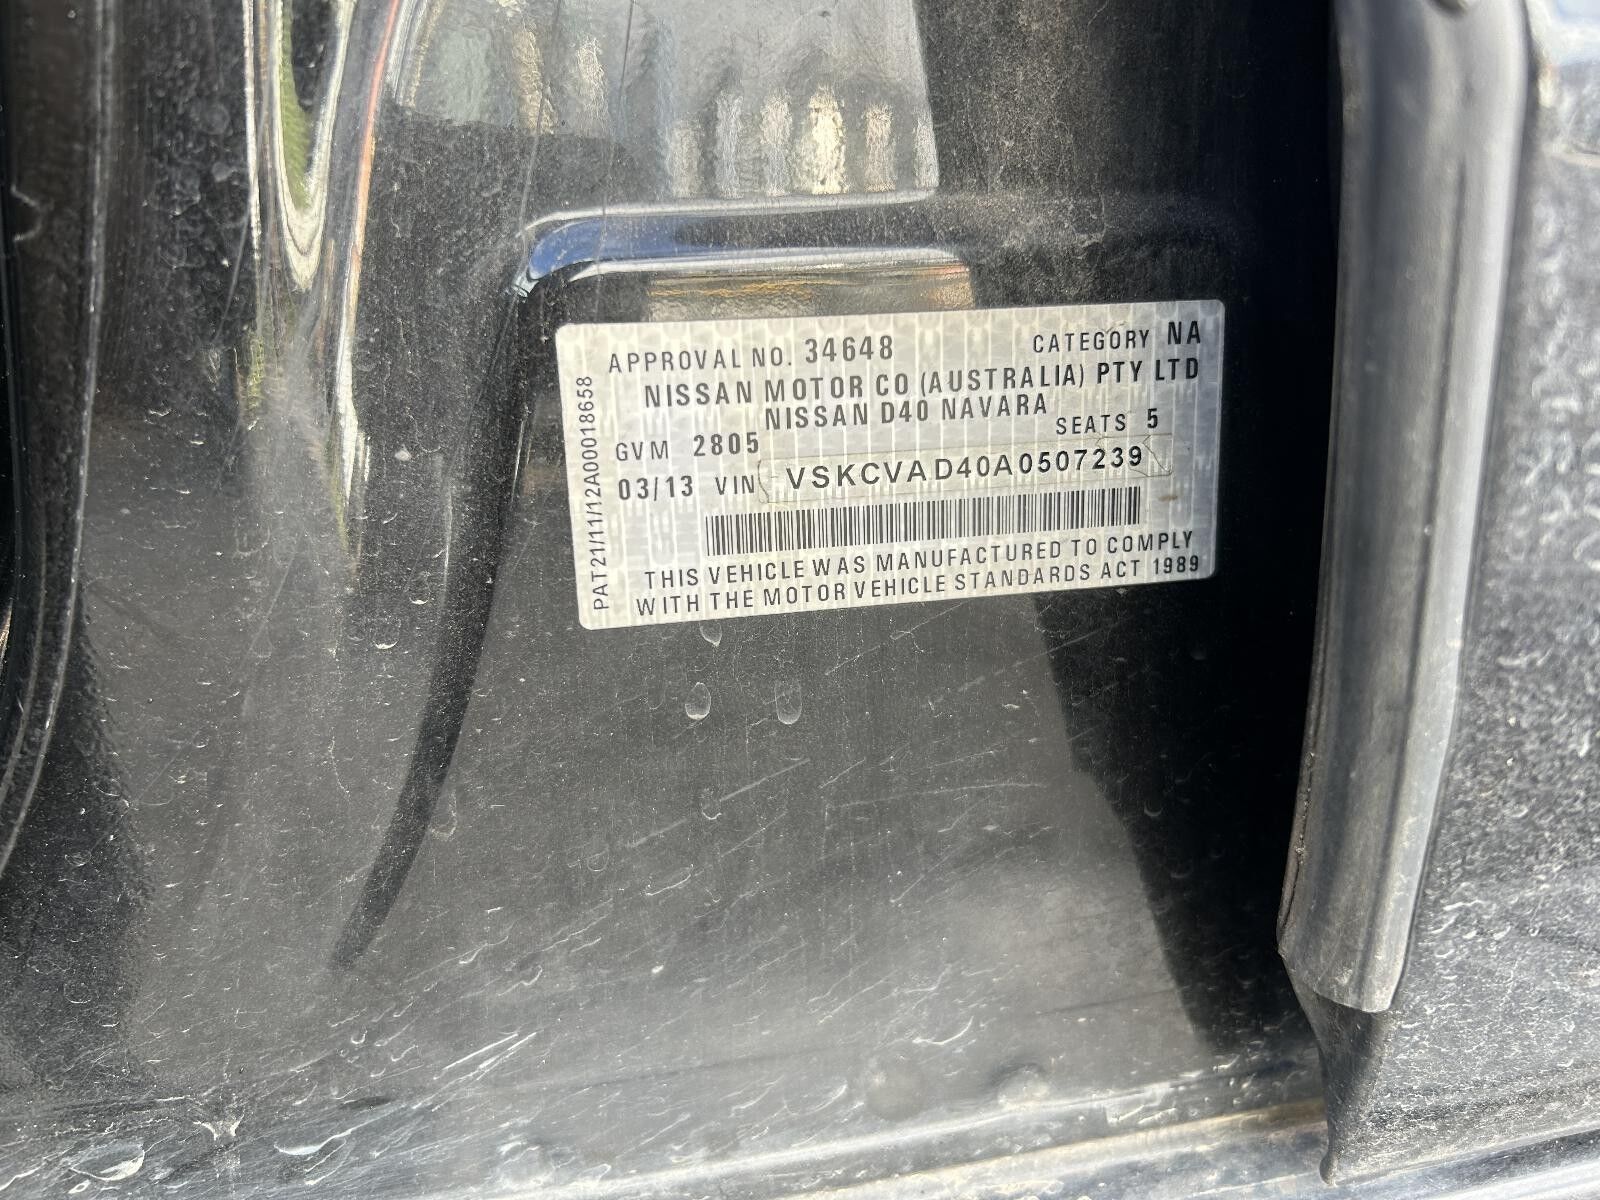 APPROVAL NO. 34648 CATEGORY NA
NISSAN MOTOR CO (AUSTRALIA) PTY LTD
NISSAN D40 NAVARA
GVM 2805 SEATS 5
03/13 VIN VSKCVAD40A0507239
THIS VEHICLE WAS MANUFACTURED TO COMPLY
WITH THE MOTOR VEHICLE STANDARDS ACT 1989
PAT21/11/12A00018658